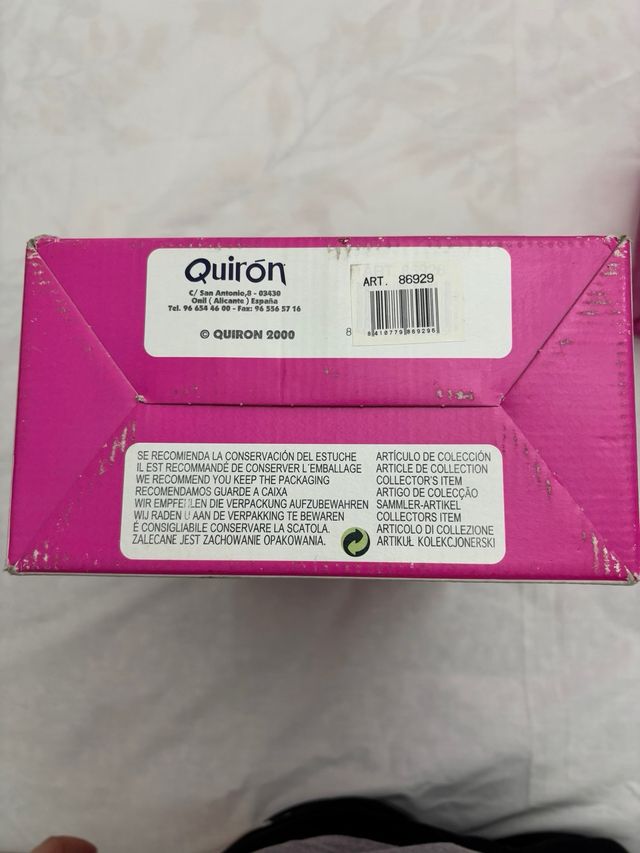 Quirón
C/ San Antonio,8 - 03430
Onil ( Alicante ) España
Tel. 96 654 46 00 - Fax: 96 556 57 16
© QUIRON 2000
ART. 86929
8
8410779869296
SE RECOMIENDA LA CONSERVACIÓN DEL ESTUCHE
IL EST RECOMMANDÉ DE CONSERVER L'EMBALLAGE
WE RECOMMEND YOU KEEP THE PACKAGING
RECOMENDAMOS GUARDE A CAIXA
WIR EMPFEHLEN DIE VERPACKUNG AUFZUBEWAHREN
WIJ RADEN U AAN DE VERPAKKING TE BEWAREN
É CONSIGLIABILE CONSERVARE LA SCATOLA.
ZALECANE JEST ZACHOWANIE OPAKOWANIA.
ARTÍCULO DE COLECCIÓN
ARTICLE DE COLLECTION
COLLECTOR'S ITEM
ARTIGO DE COLECÇÃO
SAMMLER-ARTIKEL
COLLECTORS ITEM
ARTICOLO DI COLLEZIONE
ARTIKUŁ KOLEKCJONERSKI